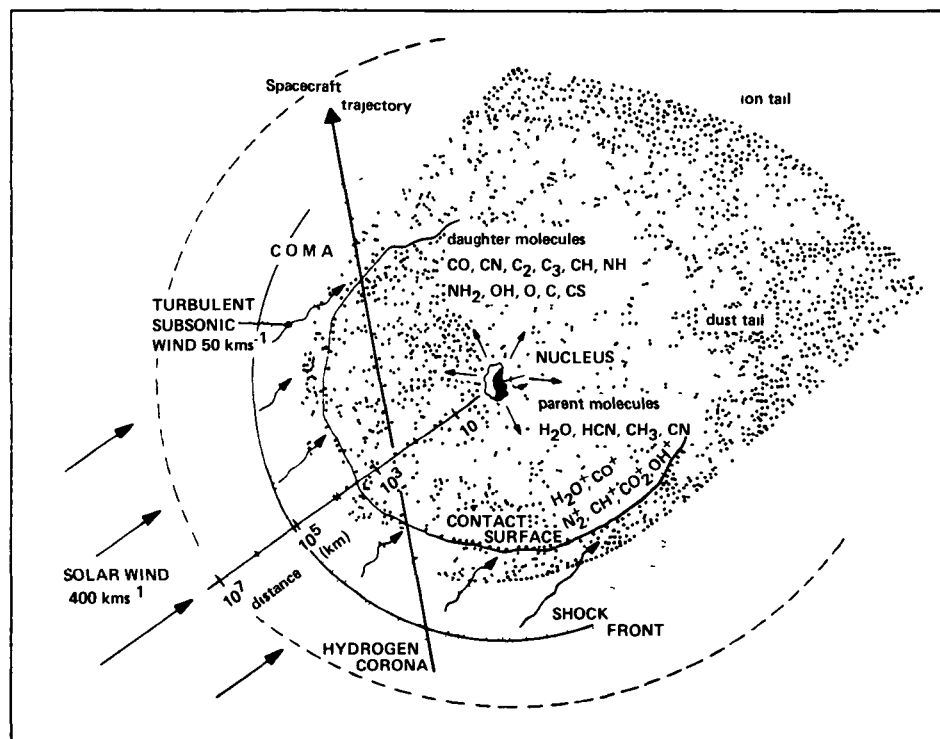 Spacecraft
trajectory
ion tail
COMA
daughter molecules
CO, CN, C₂, C₃, CH, NH
NH₂, OH, O, C, CS
TURBULENT
SUBSONIC
WIND 50 kms⁻¹
dust tail
NUCLEUS
parent molecules
H₂O, HCN, CH₃, CN
10
10³
H₂O⁺ CO⁺
N₂⁺, CH⁺, CO₂⁺, OH⁺
CONTACT
SURFACE
10⁵
(km)
10⁷
distance
SOLAR WIND
400 kms⁻¹
SHOCK
FRONT
HYDROGEN
CORONA